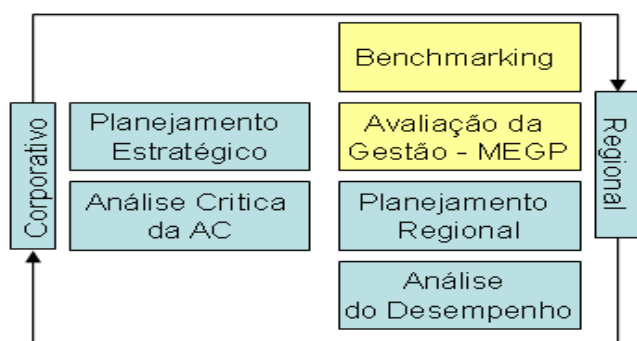 Corporativo
Planejamento
Estratégico
Análise Critica
da AC
Benchmarking
Avaliação da
Gestão - MEGP
Planejamento
Regional
Análise
do Desempenho
Regional